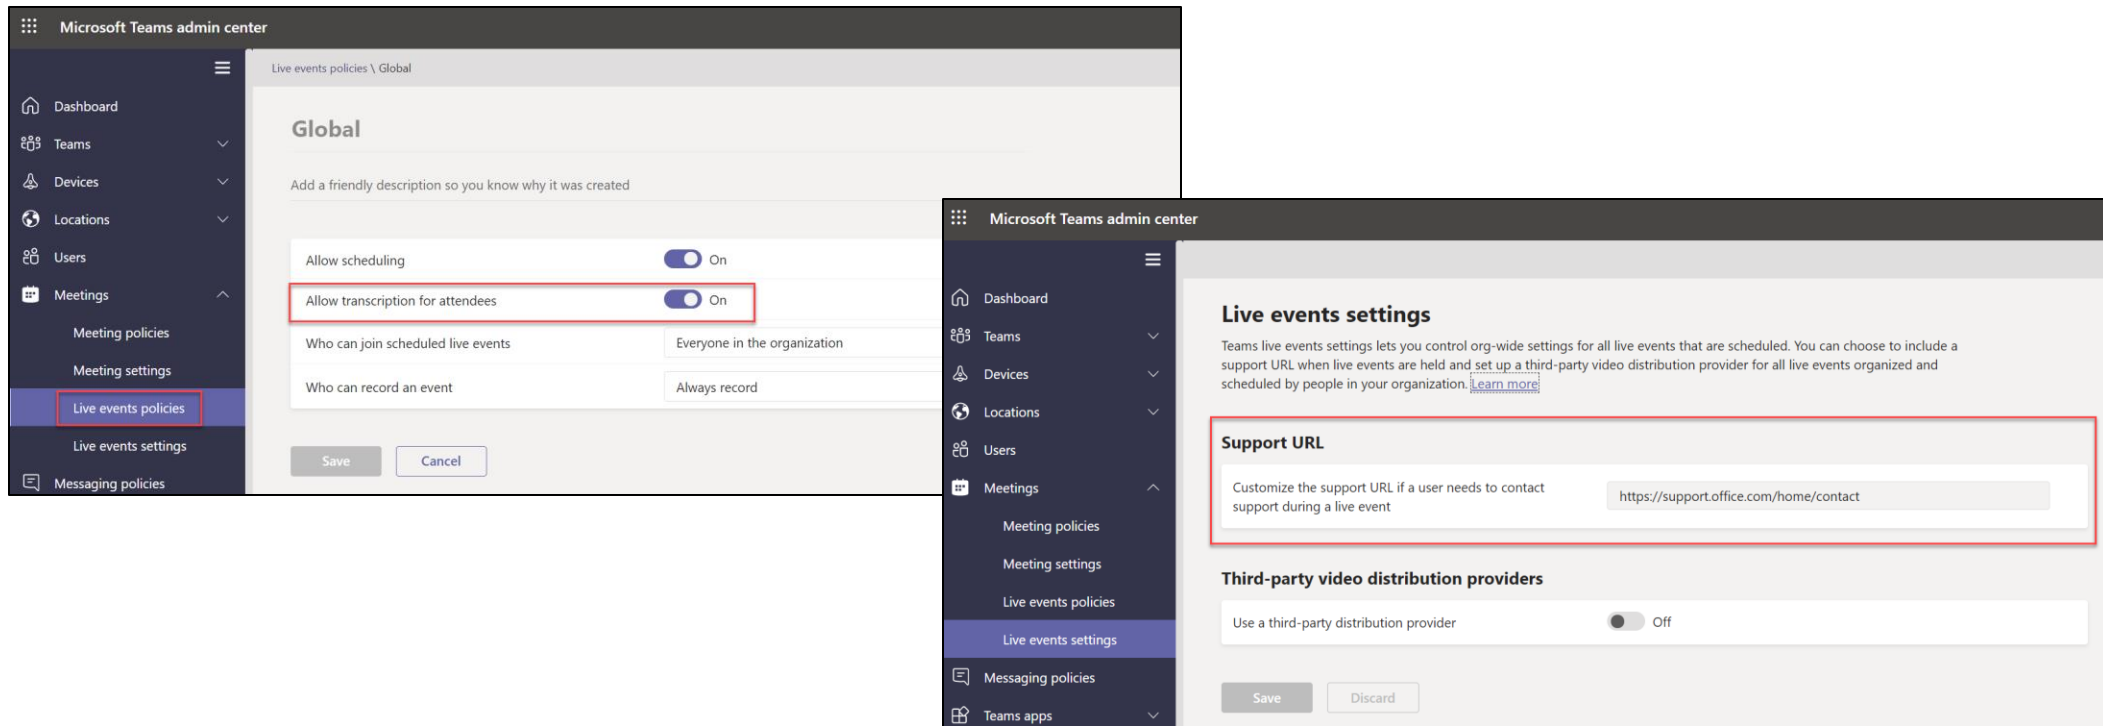 Microsoft Teams admin center
Live events policies \ Global
Dashboard
Teams
Devices
Locations
Users
Meetings
Meeting policies
Meeting settings
Live events policies
Live events settings
Messaging policies
Global
Add a friendly description so you know why it was created
Allow scheduling On
Allow transcription for attendees On
Who can join scheduled live events Everyone in the organization
Who can record an event Always record
Save Cancel
Microsoft Teams admin center
Dashboard
Teams
Devices
Locations
Users
Meetings
Meeting policies
Meeting settings
Live events policies
Live events settings
Messaging policies
Teams apps
Live events settings
Teams live events settings lets you control org-wide settings for all live events that are scheduled. You can choose to include a
support URL when live events are held and set up a third-party video distribution provider for all live events organized and
scheduled by people in your organization. Learn more
Support URL
Customize the support URL if a user needs to contact
support during a live event
https://support.office.com/home/contact
Third-party video distribution providers
Use a third-party distribution provider Off
Save Discard